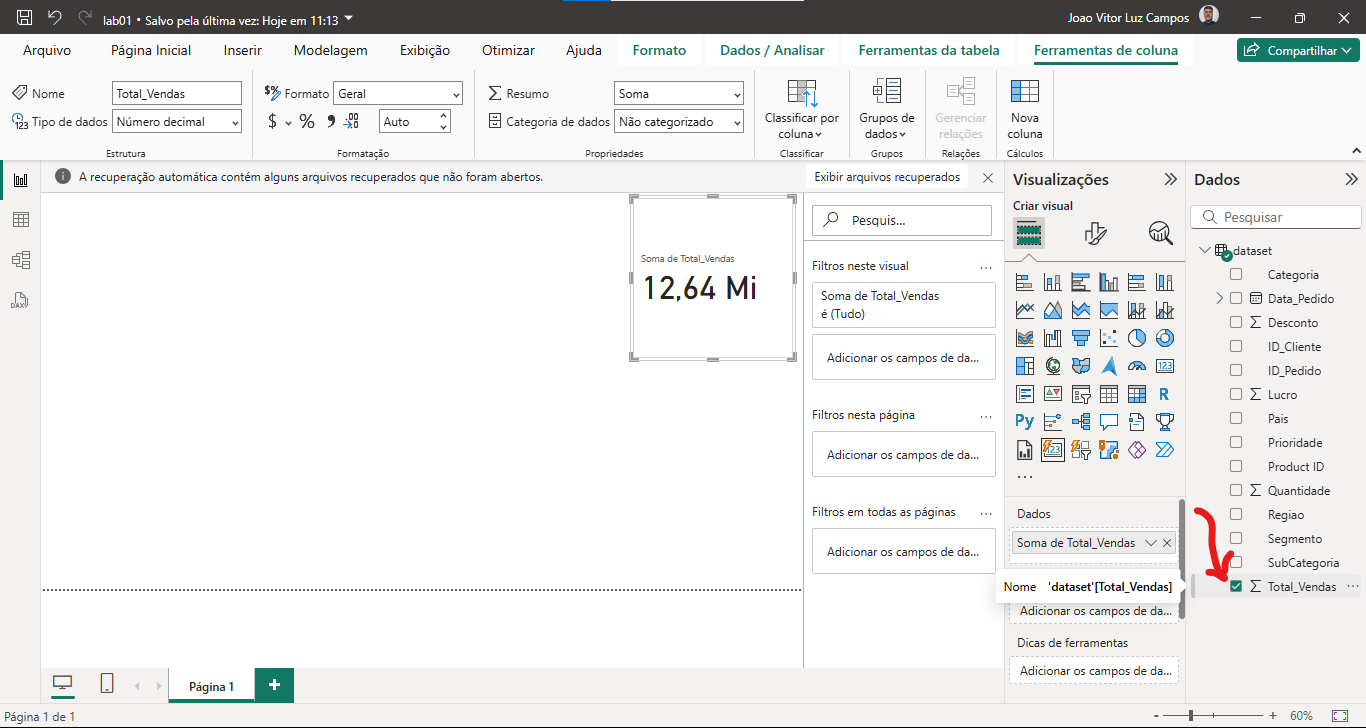 lab01 • Salvo pela última vez: Hoje em 11:13
Joao Vitor Luz Campos
Arquivo
Página Inicial
Inserir
Modelagem
Exibição
Otimizar
Ajuda
Formato
Dados / Analisar
Ferramentas da tabela
Ferramentas de coluna
Compartilhar
Nome
Total_Vendas
Formato
Geral
Resumo
Soma
Tipo de dados
Número decimal
$
%
Auto
Categoria de dados
Não categorizado
Classificar por
coluna
Grupos de
dados
Gerenciar
relações
Nova
coluna
Estrutura
Formatação
Propriedades
Classificar
Grupos
Relações
Cálculos
A recuperação automática contém alguns arquivos recuperados que não foram abertos.
Exibir arquivos recuperados
Soma de Total_Vendas
12,64 Mi
Pesquis...
Filtros neste visual
...
Soma de Total_Vendas
é (Tudo)
Adicionar os campos de da...
Filtros nesta página
...
Adicionar os campos de da...
Filtros em todas as páginas
...
Adicionar os campos de da...
Visualizações
Criar visual
123
R
Py
123
...
Dados
Soma de Total_Vendas
Nome 'dataset'[Total_Vendas]
Adicionar os campos de da...
Dicas de ferramentas
Adicionar os campos de da...
Dados
Pesquisar
dataset
Categoria
Data_Pedido
Desconto
ID_Cliente
ID_Pedido
Lucro
Pais
Prioridade
Product ID
Quantidade
Regiao
Segmento
SubCategoria
Total_Vendas
...
DAX
Página 1
+
Página 1 de 1
- + 60%